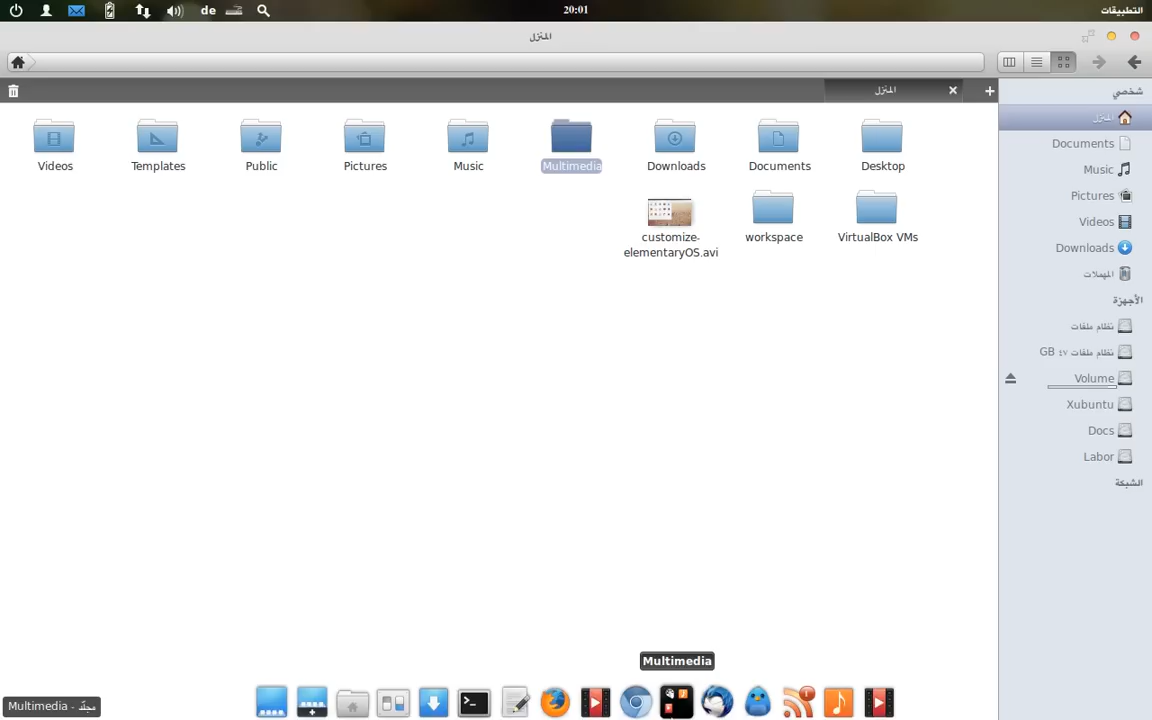 de
20:01
التطبيقات
المنزل
المنزل
Videos
Templates
Public
Pictures
Music
Multimedia
Downloads
Documents
Desktop
customize-
elementaryOS.avi
workspace
VirtualBox VMs
شخصي
المنزل
Documents
Music
Pictures
Videos
Downloads
المهملات
الأجهزة
نظام ملفات
نظام ملفات ٤٧ GB
Volume
Xubuntu
Docs
Labor
الشبكة
Multimedia
Multimedia - مجلّد
1